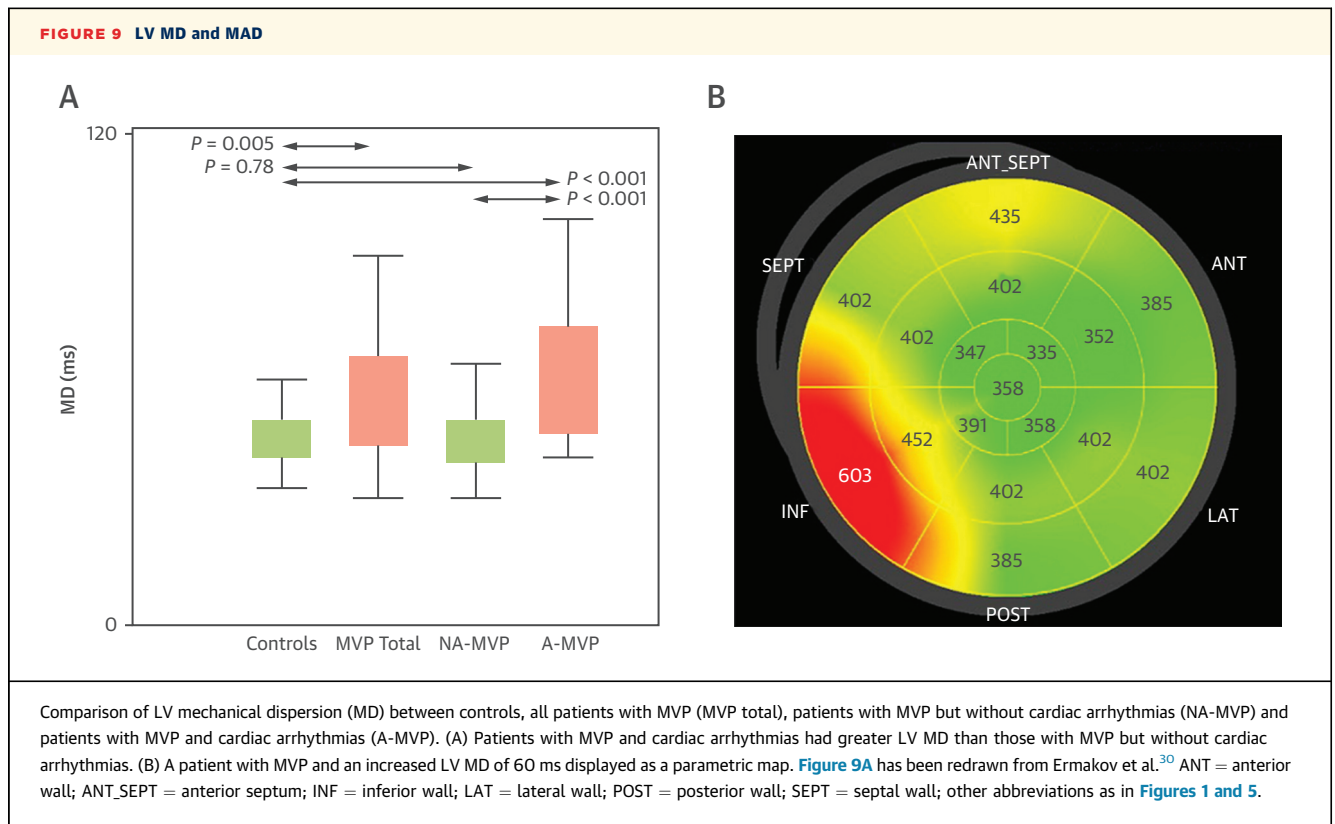 FIGURE 9 LV MD and MAD
A
B
120
P = 0.005
P = 0.78
P < 0.001
P < 0.001
MD (ms)
0
Controls MVP Total NA-MVP A-MVP
ANT_SEPT
435
SEPT
ANT
402
402
385
402
352
347
335
358
391
358
452
402
603
402
402
INF
LAT
385
POST
Comparison of LV mechanical dispersion (MD) between controls, all patients with MVP (MVP total), patients with MVP but without cardiac arrhythmias (NA-MVP) and
patients with MVP and cardiac arrhythmias (A-MVP). (A) Patients with MVP and cardiac arrhythmias had greater LV MD than those with MVP but without cardiac
arrhythmias. (B) A patient with MVP and an increased LV MD of 60 ms displayed as a parametric map. Figure 9A has been redrawn from Ermakov et al.30 ANT = anterior
wall; ANT_SEPT = anterior septum; INF = inferior wall; LAT = lateral wall; POST = posterior wall; SEPT = septal wall; other abbreviations as in Figures 1 and 5.